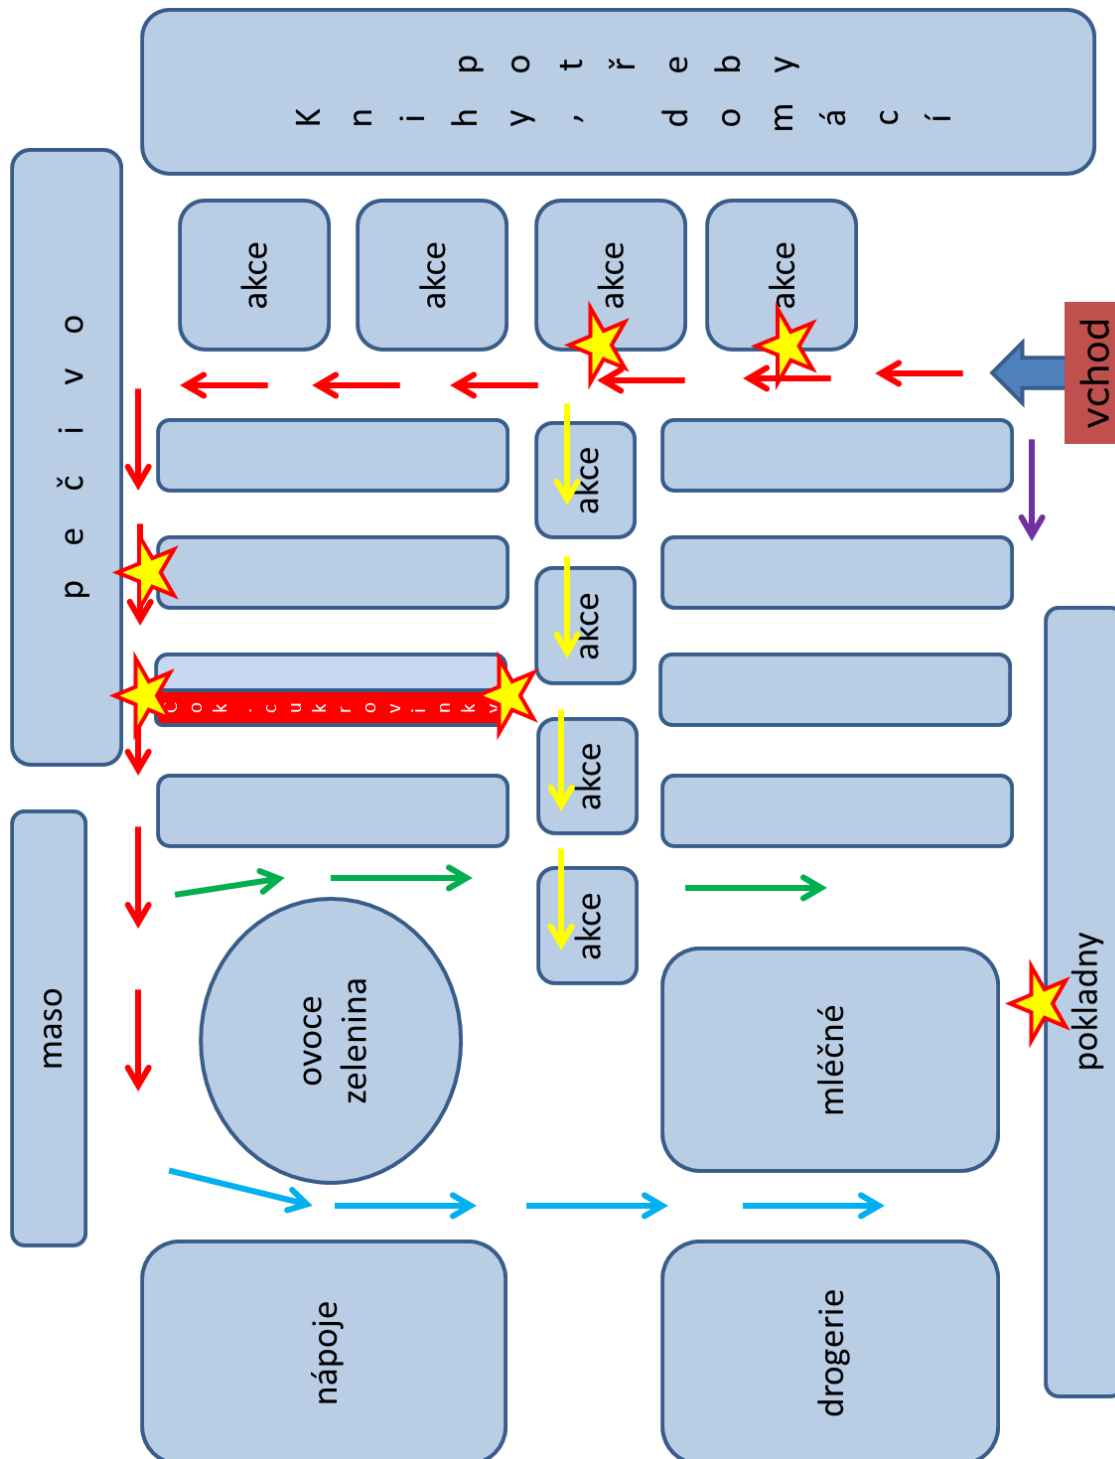 Knihy, domácí
potřeby
pečivo
akce
akce
akce
akce
vchod
akce
akce
akce
akce
čok.cukrovinky
maso
ovoce
zelenina
mléčné
pokladny
nápoje
drogerie